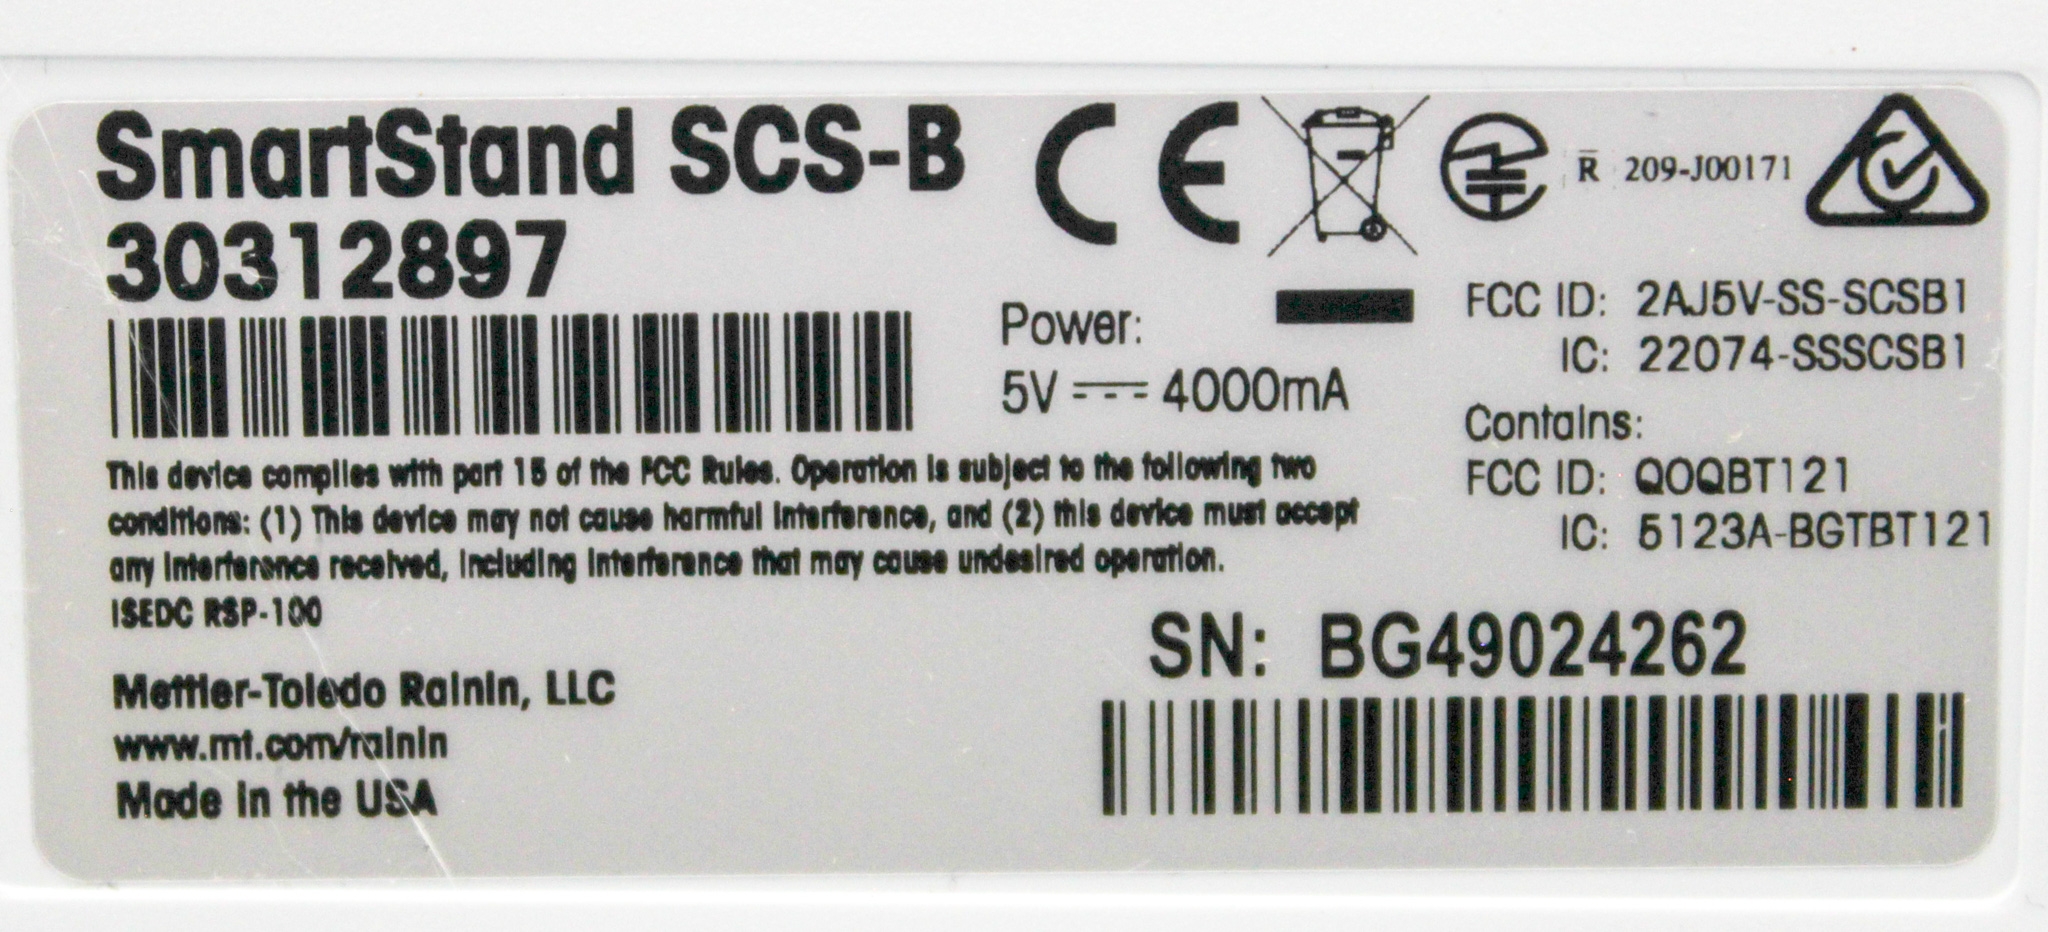 SmartStand SCS-B
30312897
CE
R 209-J00171
Power:
5V ⎓ 4000mA
FCC ID: 2AJ5V-SS-SCSB1
IC: 22074-SSSCSB1
Contains:
FCC ID: QOQBT121
IC: 5123A-BGTBT121
This device complies with part 15 of the FCC Rules. Operation is subject to the following two
conditions: (1) This device may not cause harmful interference, and (2) this device must accept
any interference received, including interference that may cause undesired operation.
ISEDC RSP-100
SN: BG49024262
Mettler-Toledo Rainin, LLC
www.mt.com/rainin
Made in the USA